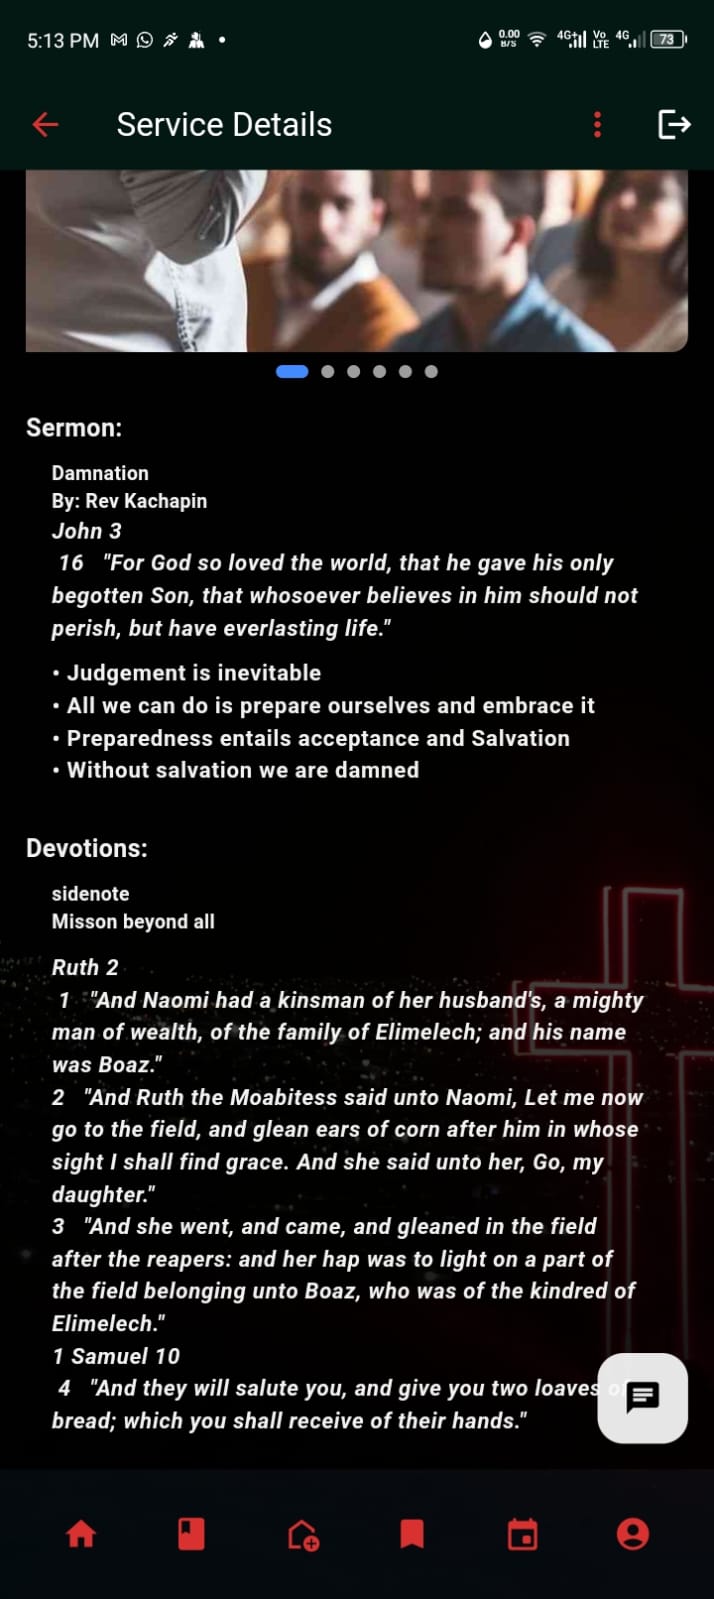 5:13 PM
0.00
B/S
4G+
Vo
LTE
4G
73
Service Details
Sermon:
Damnation
By: Rev Kachapin
John 3
16 "For God so loved the world, that he gave his only
begotten Son, that whosoever believes in him should not
perish, but have everlasting life."
• Judgement is inevitable
• All we can do is prepare ourselves and embrace it
• Preparedness entails acceptance and Salvation
• Without salvation we are damned
Devotions:
sidenote
Misson beyond all
Ruth 2
1 "And Naomi had a kinsman of her husband's, a mighty
man of wealth, of the family of Elimelech; and his name
was Boaz."
2 "And Ruth the Moabitess said unto Naomi, Let me now
go to the field, and glean ears of corn after him in whose
sight I shall find grace. And she said unto her, Go, my
daughter."
3 "And she went, and came, and gleaned in the field
after the reapers: and her hap was to light on a part of
the field belonging unto Boaz, who was of the kindred of
Elimelech."
1 Samuel 10
4 "And they will salute you, and give you two loaves of
bread; which you shall receive of their hands."